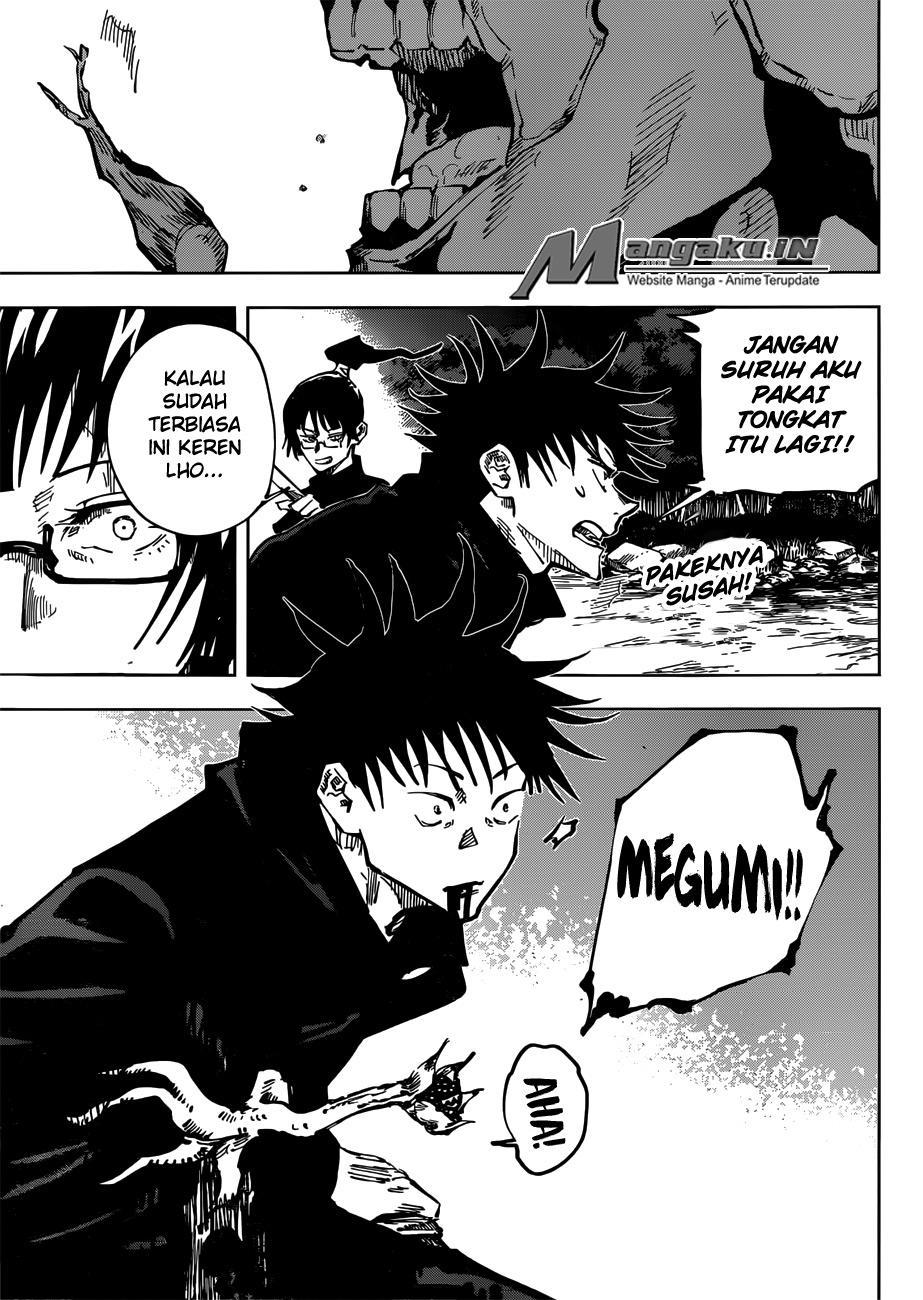 Mangaku.IN
Website Manga - Anime Terupdate
JANGAN
SURUH AKU
PAKAI
TONGKAT
ITU LAGI!!
PAKEKNYA
SUSAH!
KALAU
SUDAH
TERBIASA
INI KEREN
LHO...
MEGUMI!!
AHA!